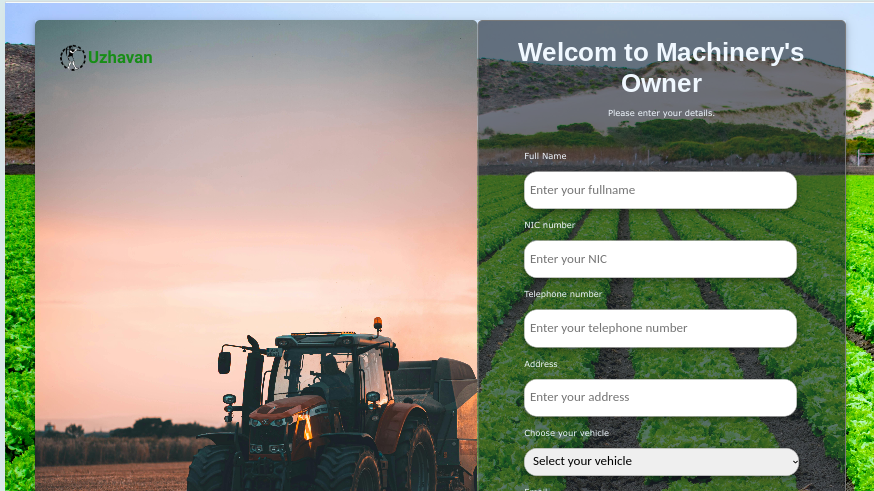 Uzhavan
Welcom to Machinery's
Owner
Please enter your details.
Full Name
Enter your fullname
NIC number
Enter your NIC
Telephone number
Enter your telephone number
Address
Enter your address
Choose your vehicle
Select your vehicle
Email